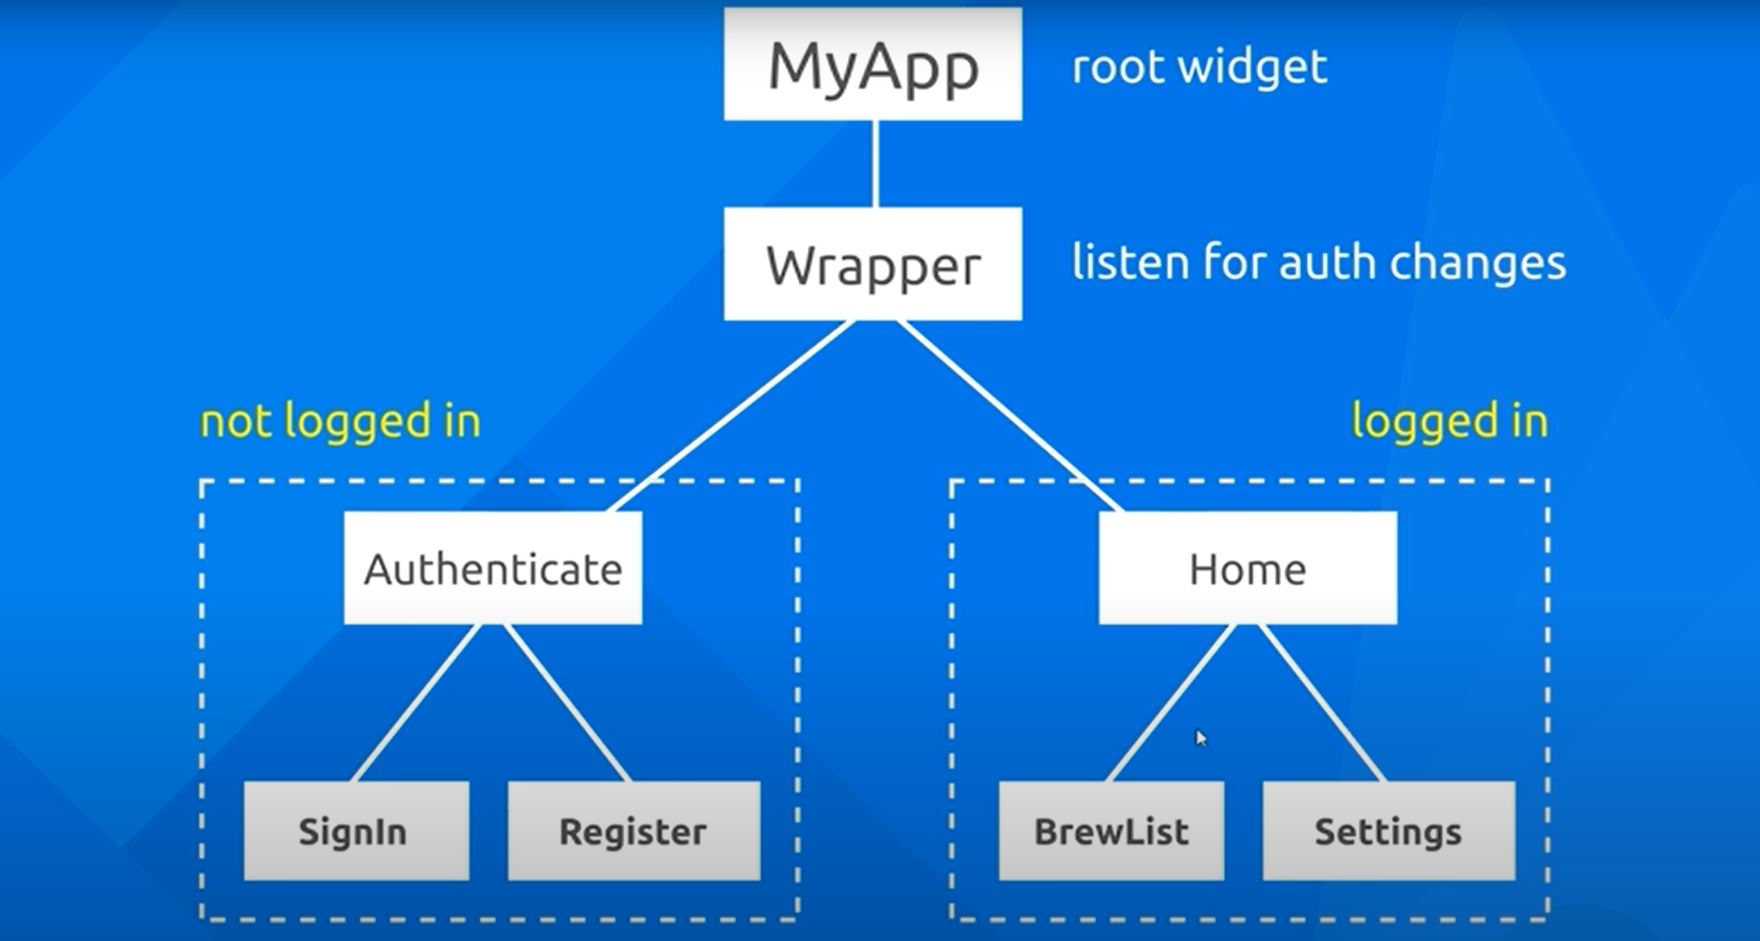 MyApp
root widget
Wrapper
listen for auth changes
not logged in
logged in
Authenticate
Home
SignIn
Register
BrewList
Settings